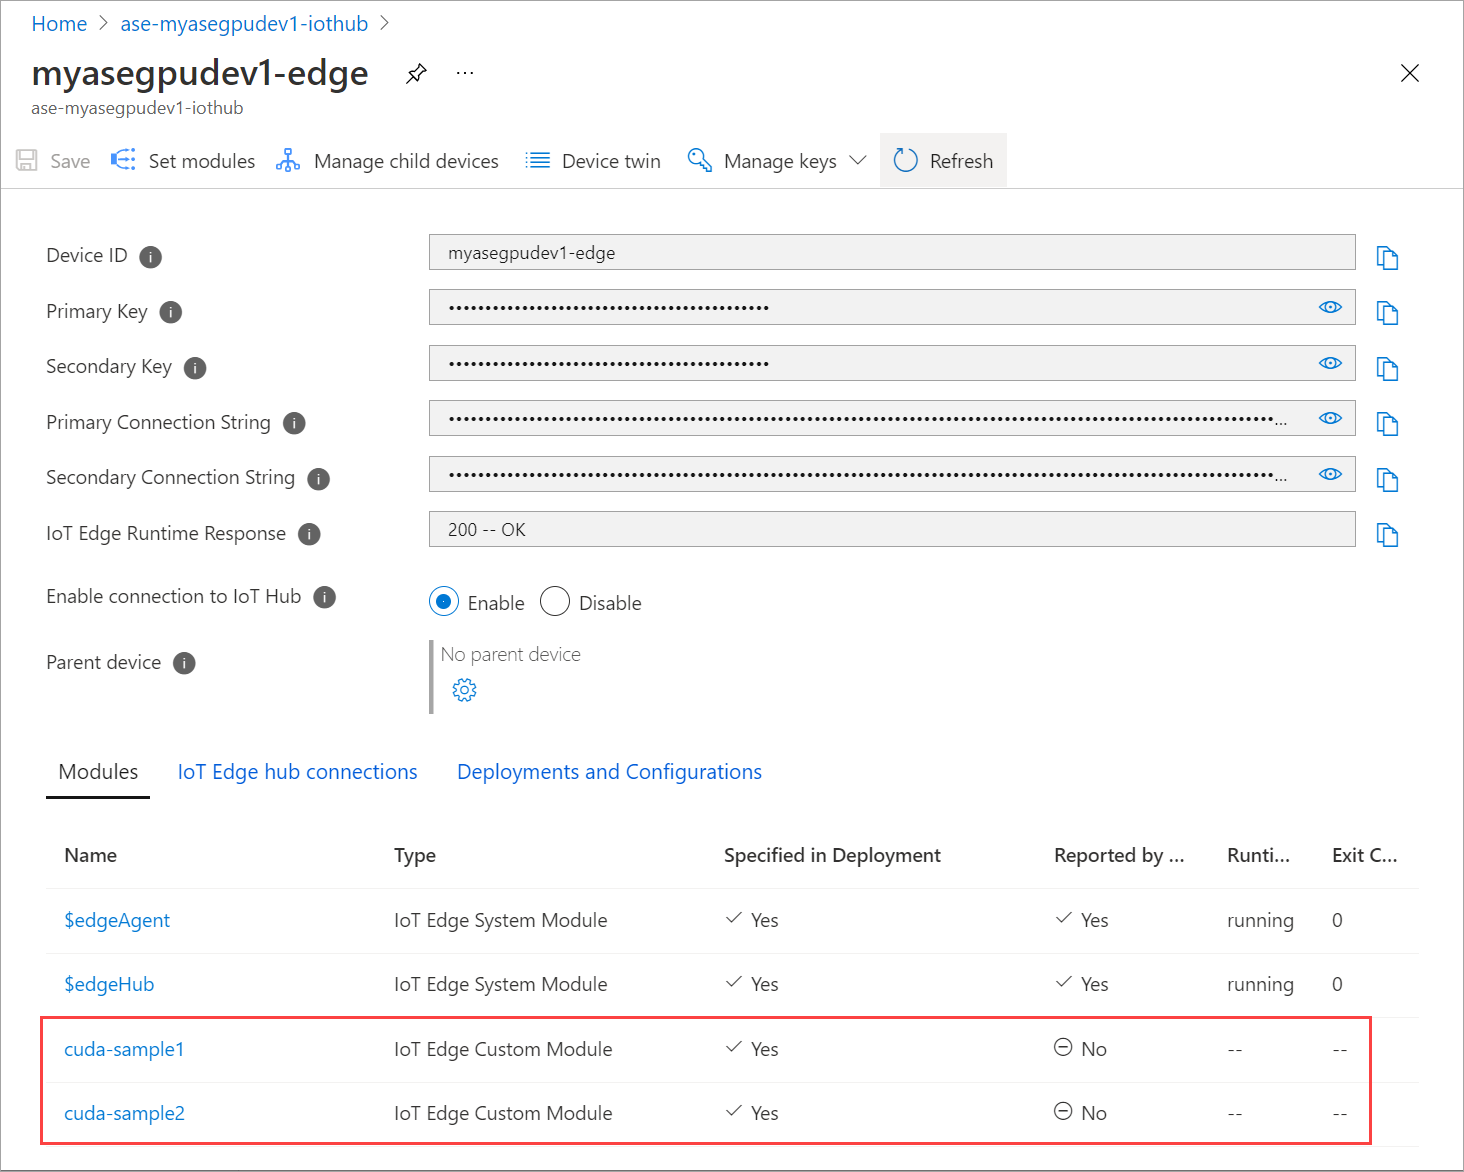 Home > ase-myasegpudev1-iothub >
myasegpudev1-edge ...
ase-myasegpudev1-iothub
Save Set modules Manage child devices Device twin Manage keys Refresh
Device ID i myasegpudev1-edge
Primary Key i ••••••••••••••••••••••••••••••••••••••••••••
Secondary Key i ••••••••••••••••••••••••••••••••••••••••••••
Primary Connection String i ...
Secondary Connection String i ...
IoT Edge Runtime Response i 200 -- OK
Enable connection to IoT Hub i Enable Disable
Parent device i No parent device
Modules IoT Edge hub connections Deployments and Configurations
Name Type Specified in Deployment Reported by ... Runti... Exit C...
$edgeAgent IoT Edge System Module Yes Yes running 0
$edgeHub IoT Edge System Module Yes Yes running 0
cuda-sample1 IoT Edge Custom Module Yes No -- --
cuda-sample2 IoT Edge Custom Module Yes No -- --